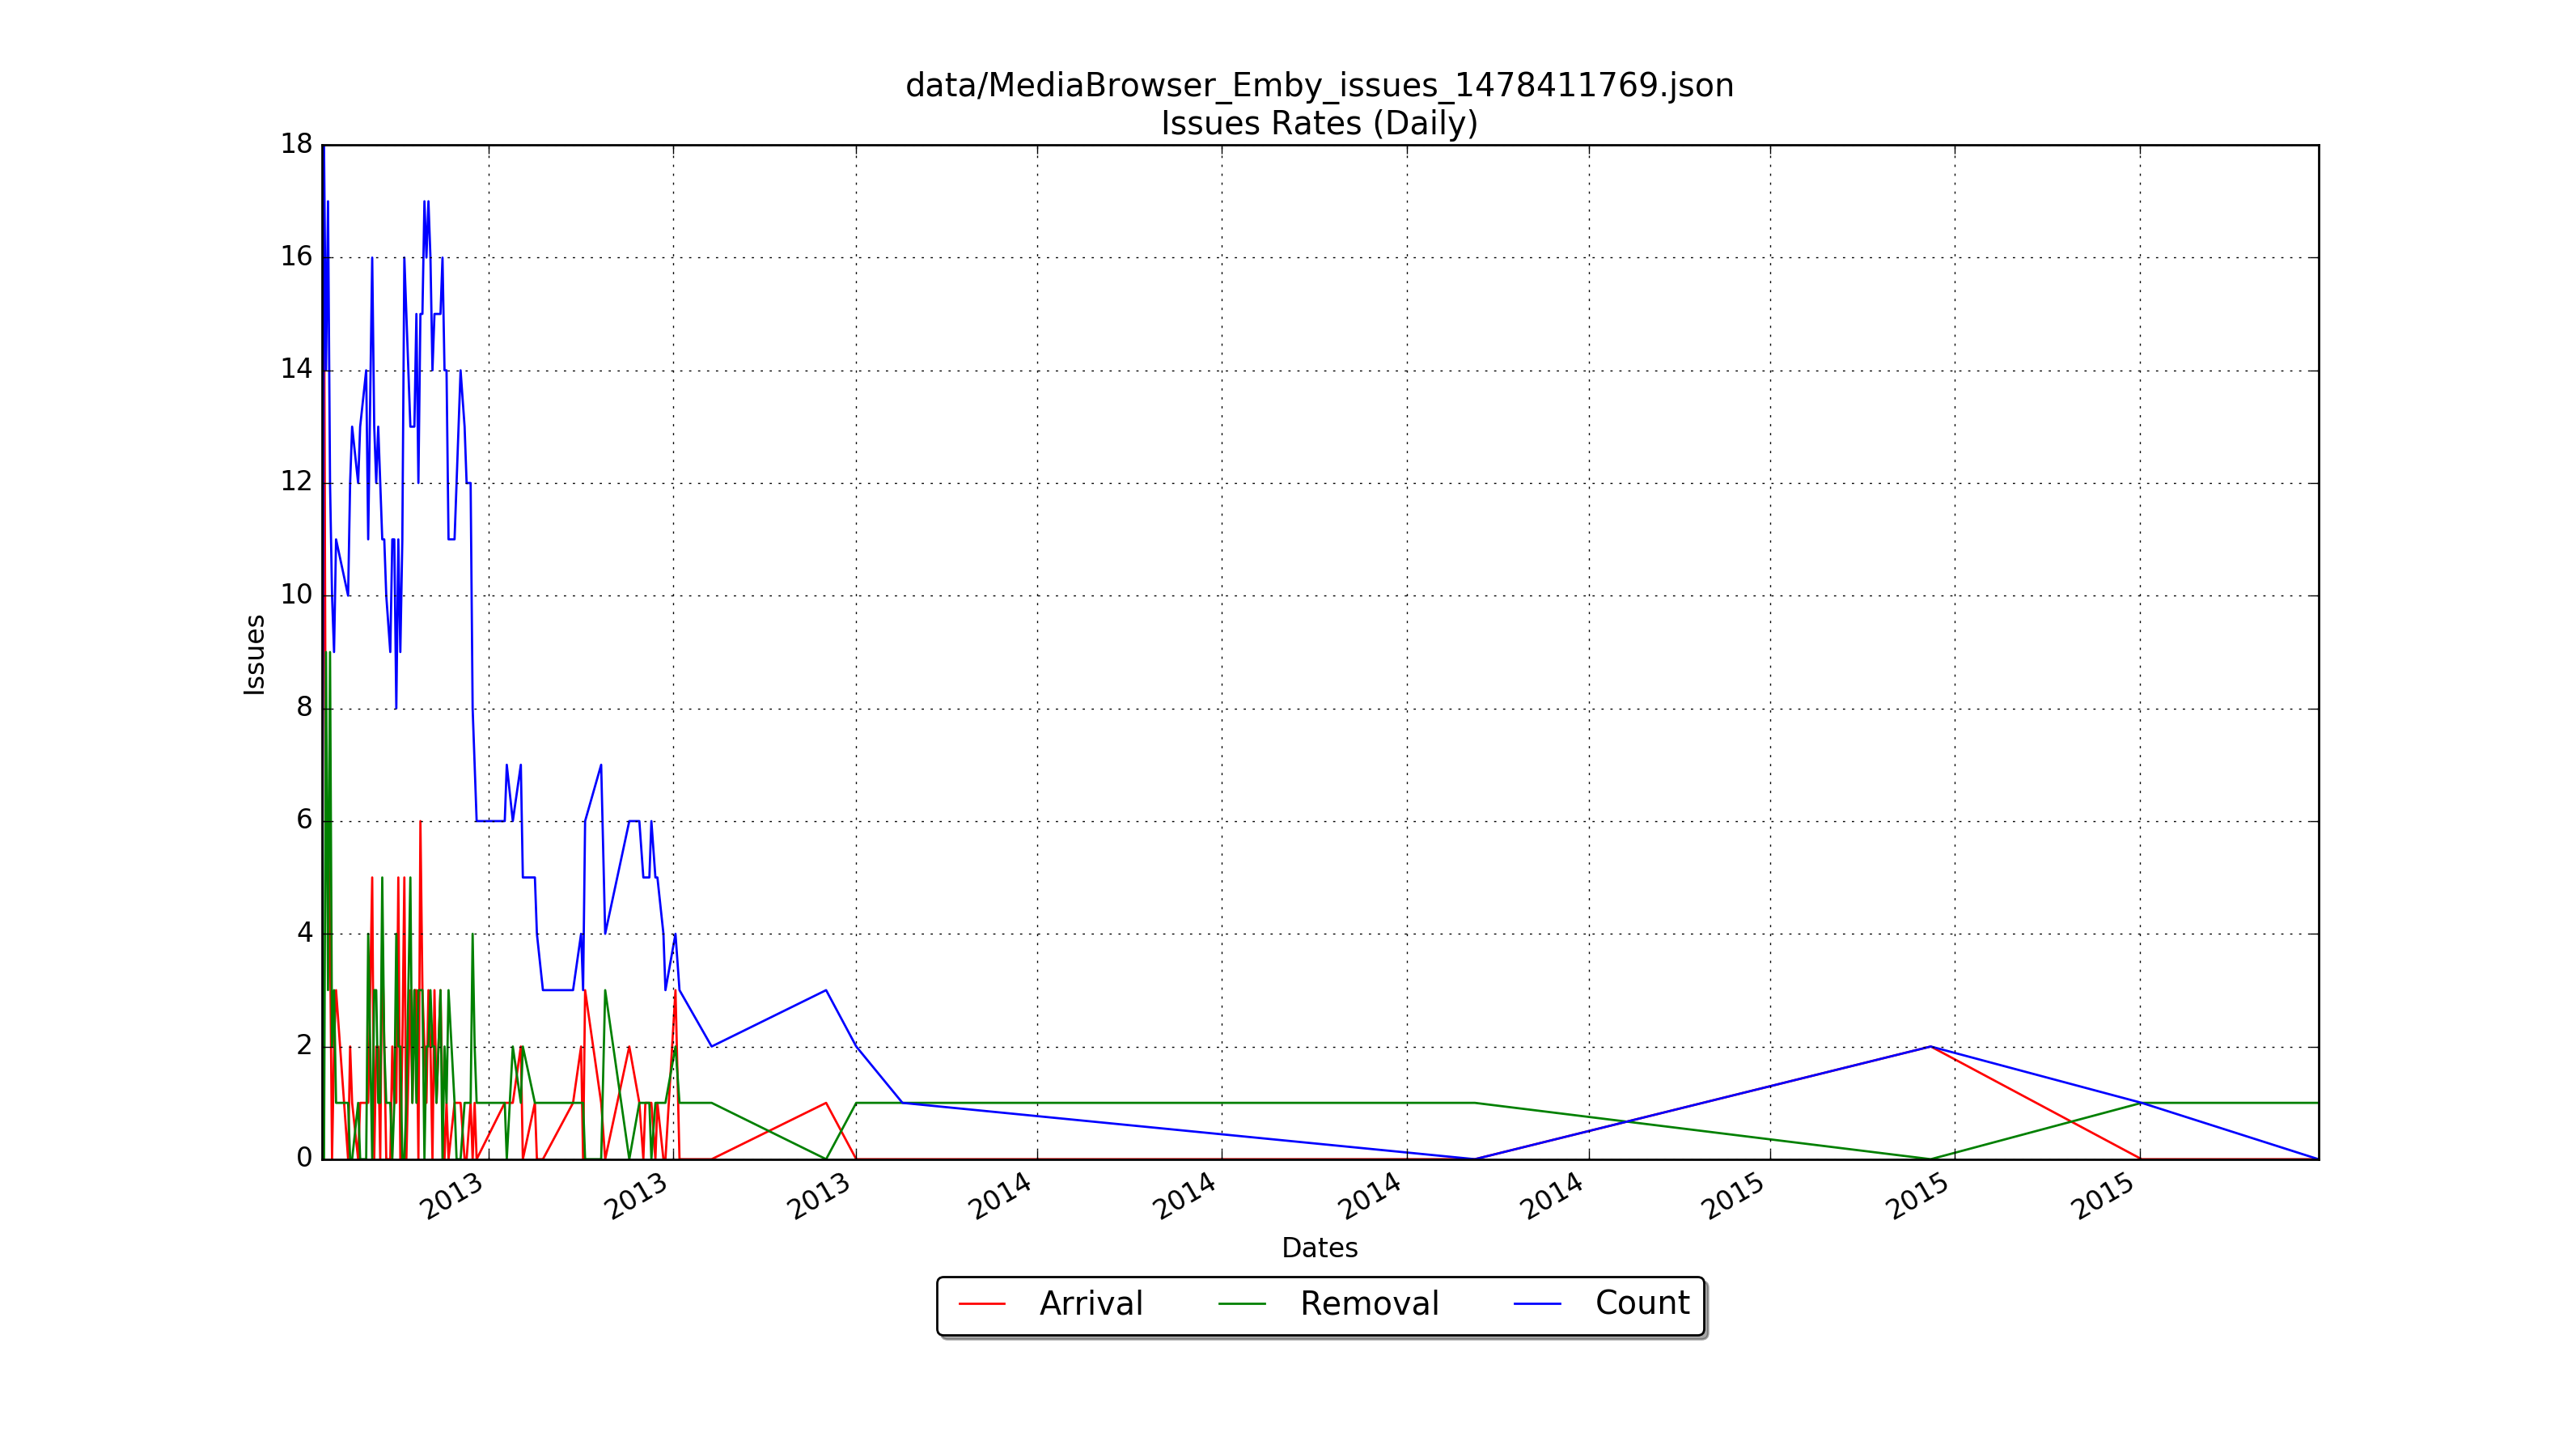 data/MediaBrowser_Emby_issues_1478411769.json
Issues Rates (Daily)
18
16
14
12
10
8
6
4
2
0
Issues
2013
2013
2013
2014
2014
2014
2014
2015
2015
2015
Dates
Arrival
Removal
Count